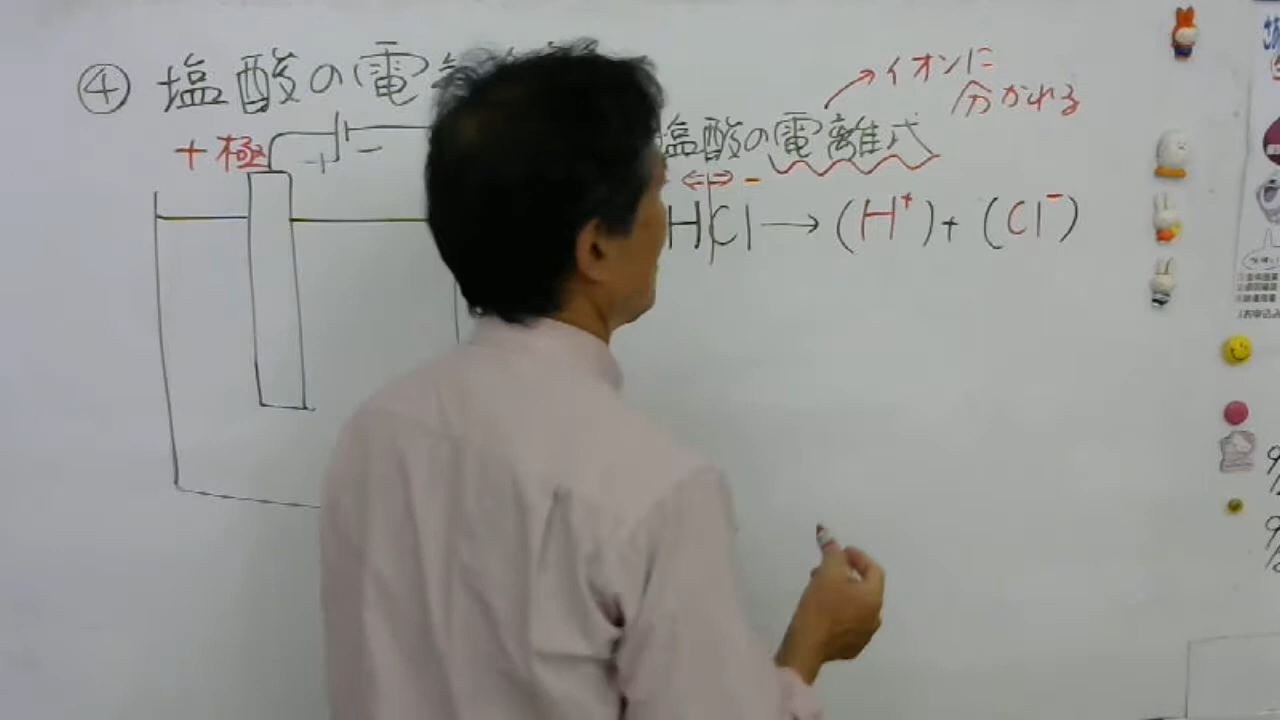 ④ 塩酸の電
+極
+ −
イオンに
分かれる
塩酸の電離式
← → −
HCl → (H⁺) + (Cl⁻)